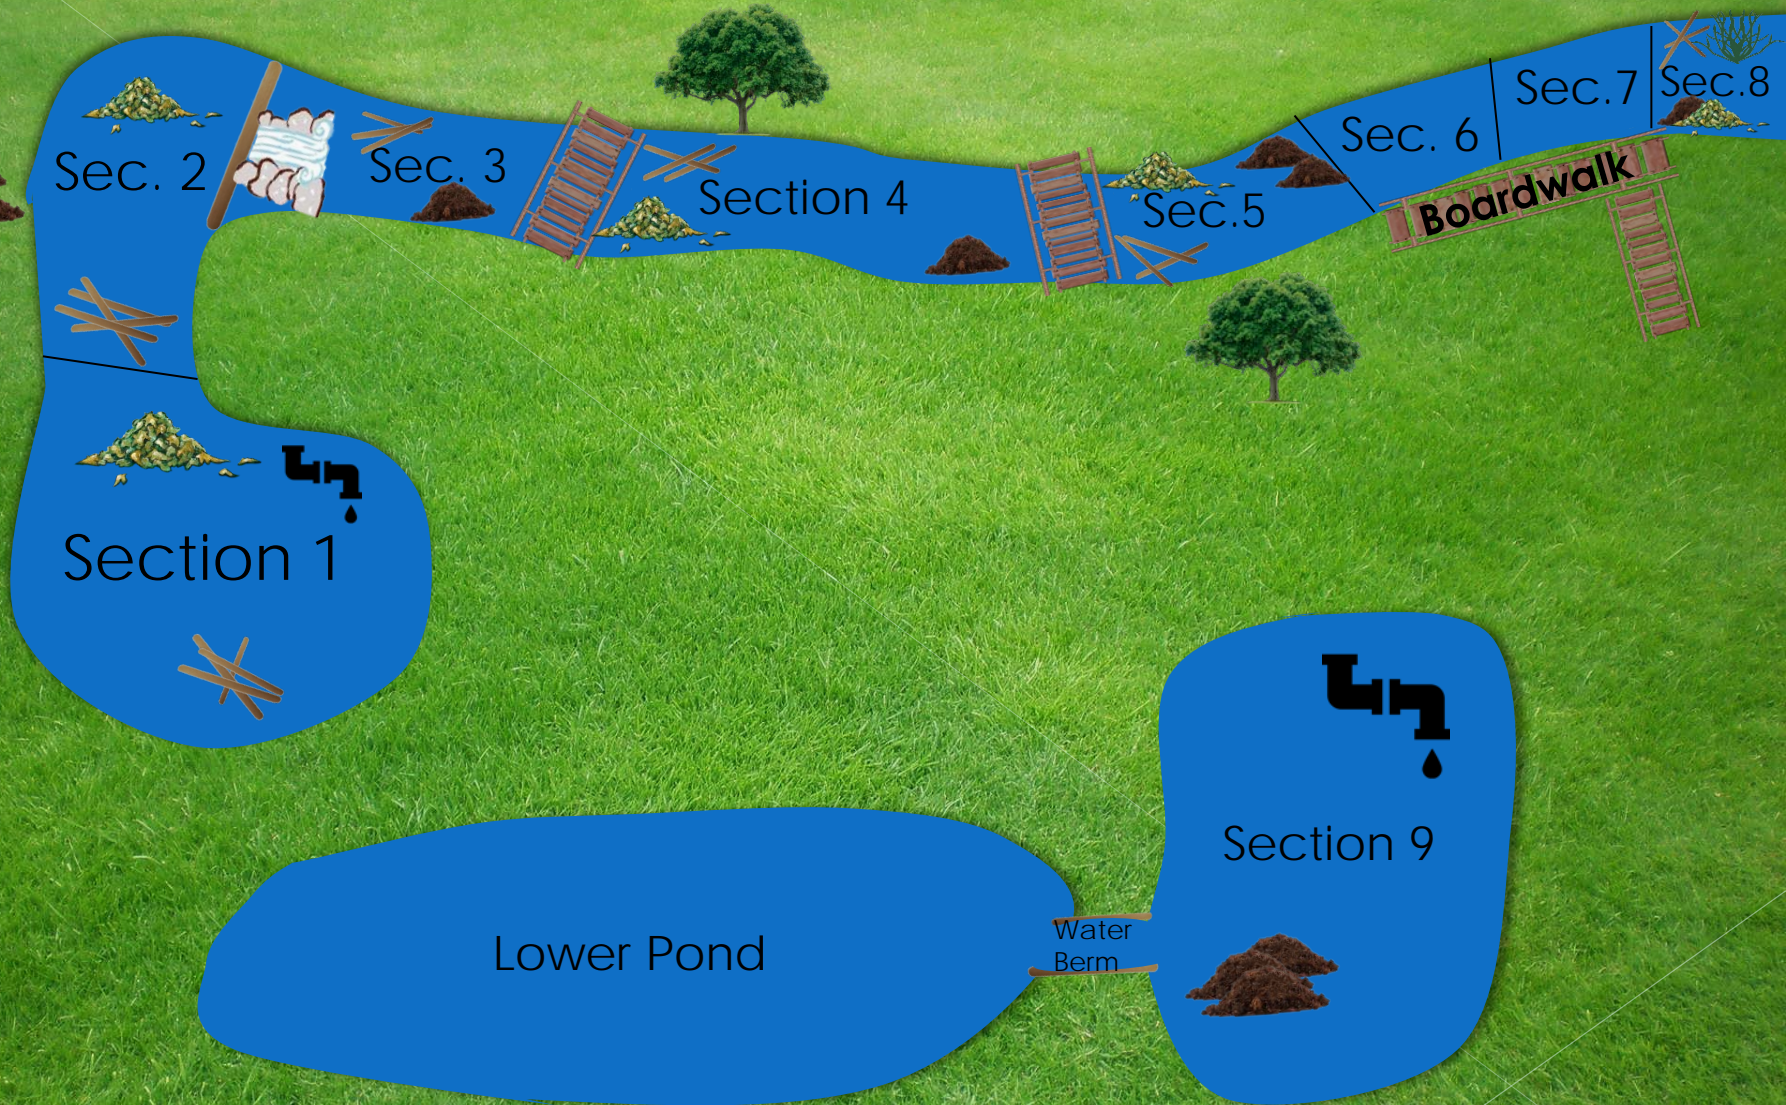 Sec. 2
Sec. 3
Section 4
Sec.5
Sec. 6
Sec.7
Sec.8
Boardwalk
Section 1
Section 9
Lower Pond
Water
Berm